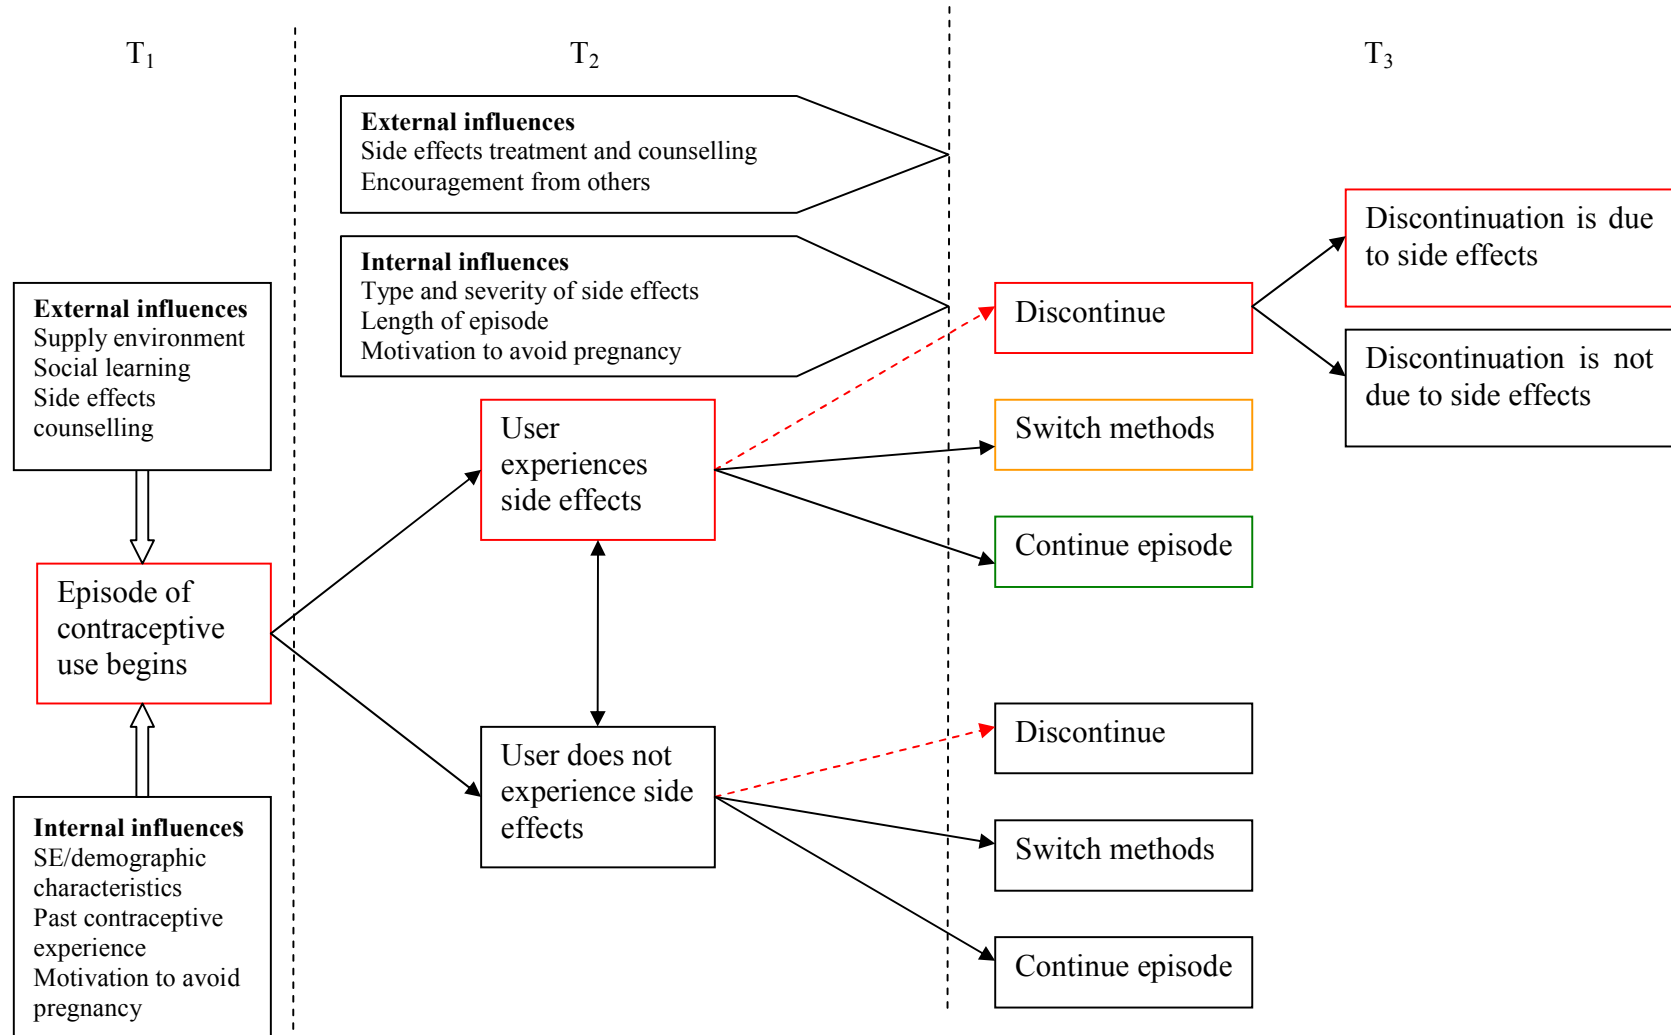 T₁
T₂
T₃
External influences
Supply environment
Social learning
Side effects
counselling
Episode of
contraceptive
use begins
Internal influences
SE/demographic
characteristics
Past contraceptive
experience
Motivation to avoid
pregnancy
External influences
Side effects treatment and counselling
Encouragement from others
Internal influences
Type and severity of side effects
Length of episode
Motivation to avoid pregnancy
User
experiences
side effects
User does not
experience side
effects
Discontinue
Switch methods
Continue episode
Discontinue
Switch methods
Continue episode
Discontinuation is due
to side effects
Discontinuation is not
due to side effects